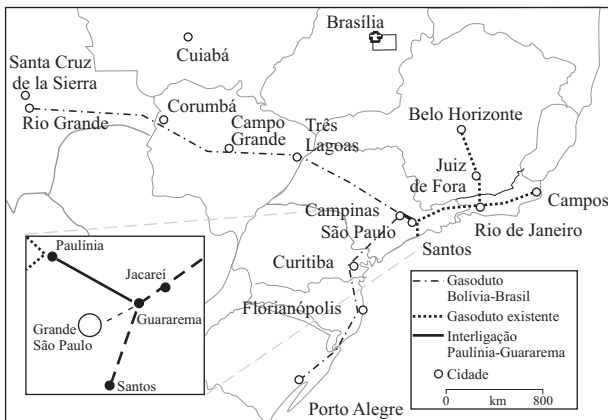 Brasília
Cuiabá
Santa Cruz
de la Sierra
Rio Grande
Corumbá
Campo
Grande
Três
Lagoas
Belo Horizonte
Juiz
de Fora
Campos
Campinas
São Paulo
Rio de Janeiro
Santos
Curitiba
Florianópolis
Porto Alegre
Paulínia
Jacareí
Guararema
Grande
São Paulo
Santos
Gasoduto
Bolívia-Brasil
Gasoduto existente
Interligação
Paulínia-Guararema
Cidade
0 km 800